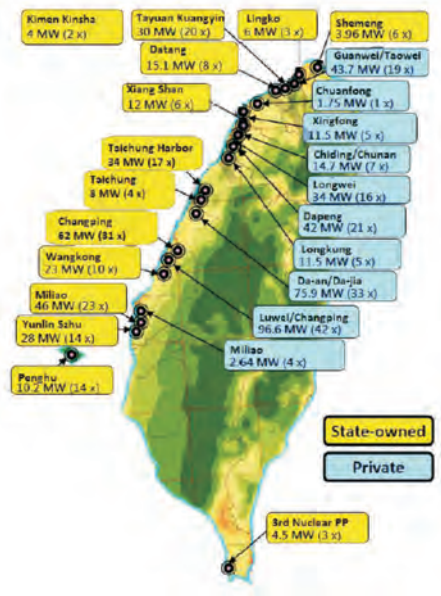 Kimen Kinsha
4 MW (2 x)
Tayuan Kuangyin
30 MW (20 x)
Lingko
6 MW (3 x)
Shemeng
3.96 MW (6 x)
Datang
15.1 MW (8 x)
Guanwei/Taowei
43.7 MW (19 x)
Xiang Shan
12 MW (6 x)
Chuanfong
1.75 MW (1 x)
Xingfong
11.5 MW (5 x)
Taichung Harbor
34 MW (17 x)
Chiding/Chunan
14.7 MW (7 x)
Taichung
8 MW (4 x)
Longwei
34 MW (16 x)
Changping
62 MW (31 x)
Dapeng
42 MW (21 x)
Wangkong
23 MW (10 x)
Longkung
11.5 MW (5 x)
Miliao
46 MW (23 x)
Da-an/Da-jia
75.9 MW (33 x)
Yunlin Szhu
28 MW (14 x)
Luwei/Changping
96.6 MW (42 x)
Penghu
10.2 MW (14 x)
Miliao
2.64 MW (4 x)
State-owned
Private
3rd Nuclear PP
4.5 MW (3 x)